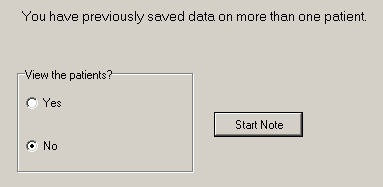 You have previously saved data on more than one patient.
View the patients?
Yes
No
Start Note